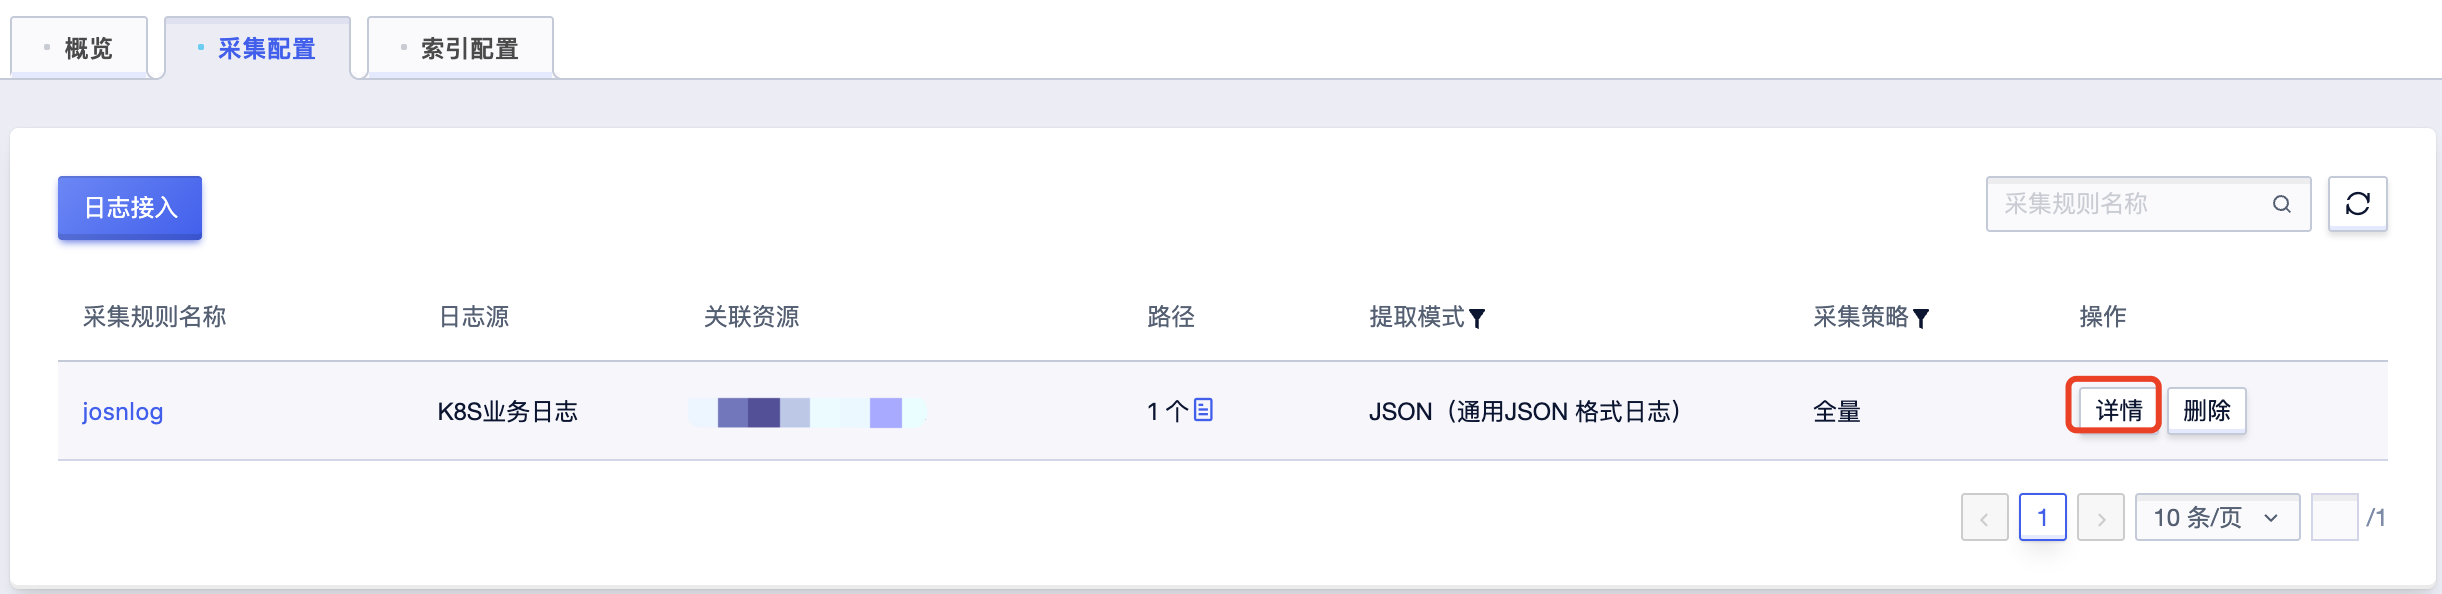 概览 采集配置 索引配置
日志接入 采集规则名称
采集规则名称 日志源 关联资源 路径 提取模式 采集策略 操作
josnlog K8S业务日志 1 个 JSON（通用JSON 格式日志） 全量 详情 删除
1 10 条/页 /1